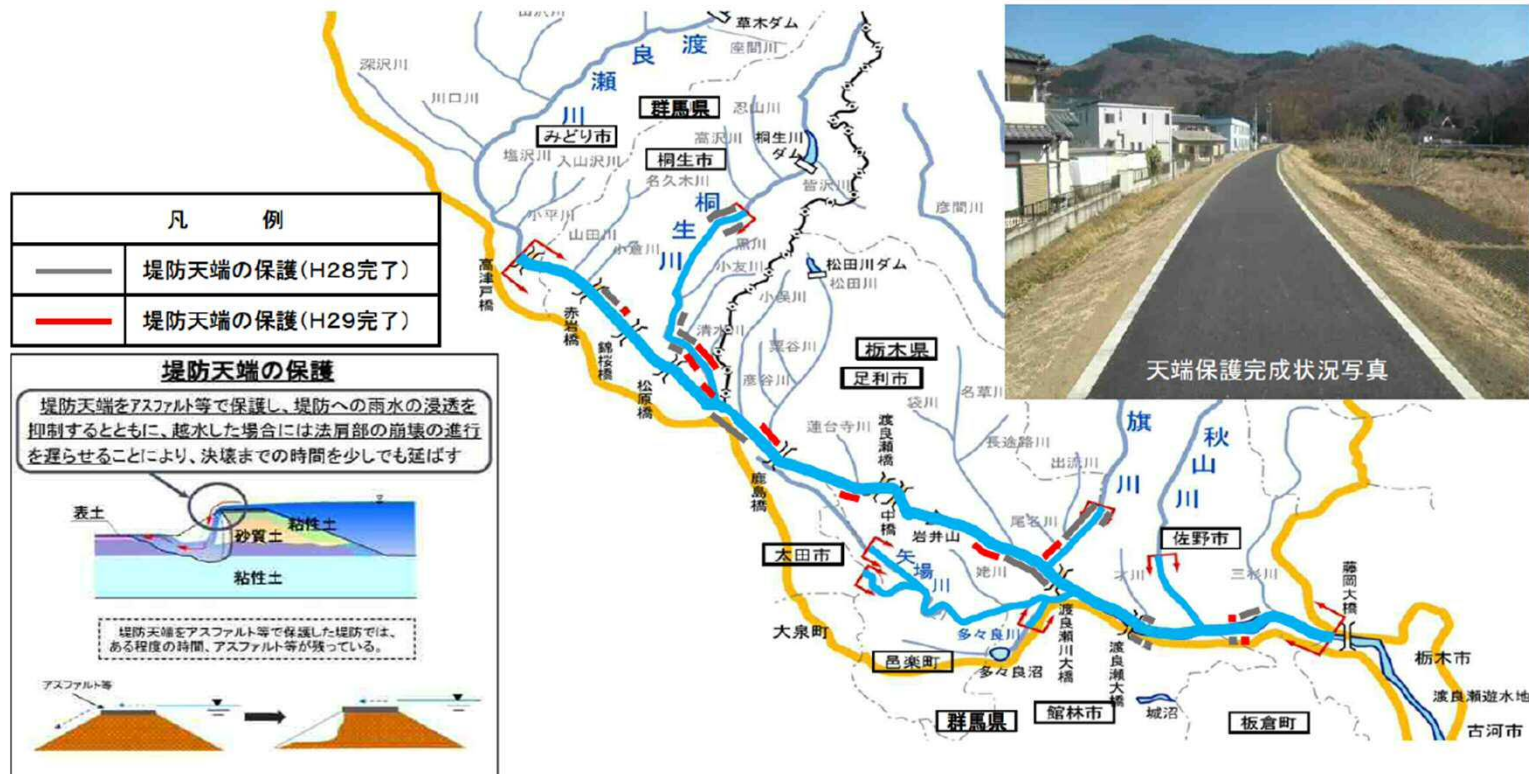 凡 例
堤防天端の保護(H28完了)
堤防天端の保護(H29完了)
堤防天端の保護
堤防天端をアスファルト等で保護し、堤防への雨水の浸透を
抑制するとともに、越水した場合には法肩部の崩壊の進行
を遅らせることにより、決壊までの時間を少しでも延ばす
表土
粘性土
砂質土
粘性土
堤防天端をアスファルト等で保護した堤防では、
ある程度の時間、アスファルト等が残っている。
アスファルト等
草木ダム
座間川
渡良瀬川
深沢川
川口川
群馬県
忍山川
みどり市
高沢川
桐生川ダム
塩沢川
入山沢川
桐生市
名久木川
皆沢川
彦間川
桐生川
小平川
山田川
小倉川
黒川
小友川
松田川ダム
松田川
小俣川
高津戸橋
赤岩橋
錦桜橋
松原橋
清水川
粟谷川
彦谷川
栃木県
足利市
名草川
袋川
蓮台寺川
渡良瀬橋
長途路川
出流川
旗川
秋山川
鹿島橋
中橋
岩井山
尾名川
佐野市
太田市
矢場川
姥川
才川
三杉川
藤岡大橋
大泉町
多々良川
渡良瀬川大橋
渡良瀬大橋
邑楽町
多々良沼
城沼
栃木市
渡良瀬遊水地
群馬県
館林市
板倉町
古河市
天端保護完成状況写真